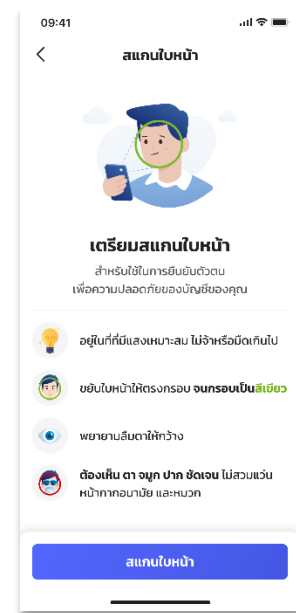 09:41
สแกนใบหน้า
เตรียมสแกนใบหน้า
สำหรับใช้ในการยืนยันตัวตน
เพื่อความปลอดภัยของบัญชีของคุณ
อยู่ในที่ที่มีแสงเหมาะสม ไม่จ้าหรือมืดเกินไป
ขยับใบหน้าให้ตรงกรอบ จนกรอบเป็นสีเขียว
พยายามลืมตาให้กว้าง
ต้องเห็น ตา จมูก ปาก ชัดเจน ไม่สวมแว่น
หน้ากากอนามัย และหมวก
สแกนใบหน้า